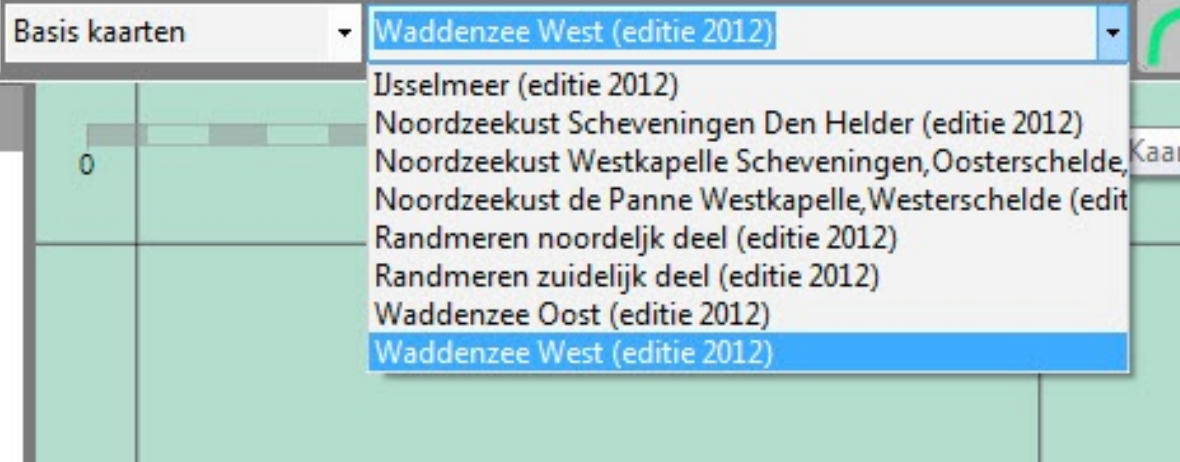 Basis kaarten
Waddenzee West (editie 2012)
IJsselmeer (editie 2012)
Noordzeekust Scheveningen Den Helder (editie 2012)
Noordzeekust Westkapelle Scheveningen,Oosterschelde,
Noordzeekust de Panne Westkapelle,Westerschelde (edit
Randmeren noordeljk deel (editie 2012)
Randmeren zuidelijk deel (editie 2012)
Waddenzee Oost (editie 2012)
Waddenzee West (editie 2012)
0
Kaar